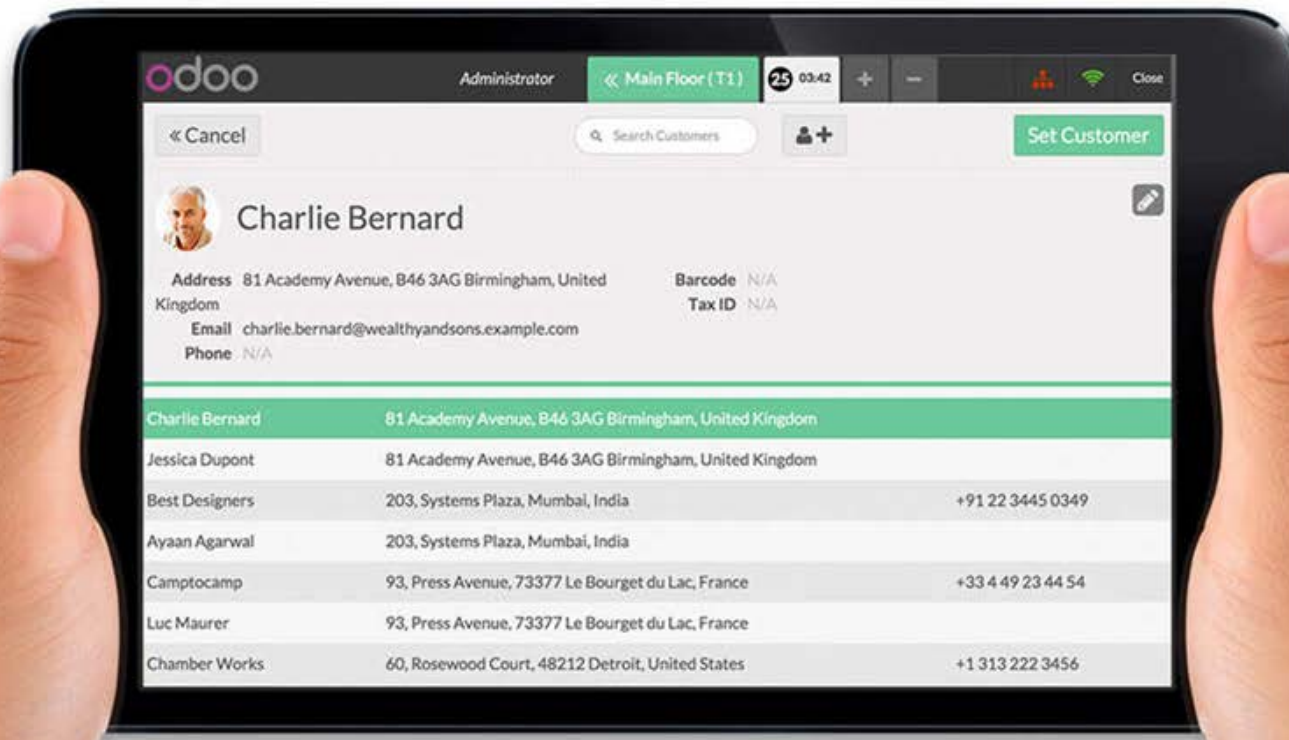 odoo Administrator « Main Floor ( T1 ) 25 03:42 + − Close
« Cancel Search Customers + Set Customer
Charlie Bernard
Address 81 Academy Avenue, B46 3AG Birmingham, United Barcode N/A
Kingdom Tax ID N/A
Email charlie.bernard@wealthyandsons.example.com
Phone N/A
Charlie Bernard 81 Academy Avenue, B46 3AG Birmingham, United Kingdom
Jessica Dupont 81 Academy Avenue, B46 3AG Birmingham, United Kingdom
Best Designers 203, Systems Plaza, Mumbai, India +91 22 3445 0349
Ayaan Agarwal 203, Systems Plaza, Mumbai, India
Camptocamp 93, Press Avenue, 73377 Le Bourget du Lac, France +33 4 49 23 44 54
Luc Maurer 93, Press Avenue, 73377 Le Bourget du Lac, France
Chamber Works 60, Rosewood Court, 48212 Detroit, United States +1 313 222 3456